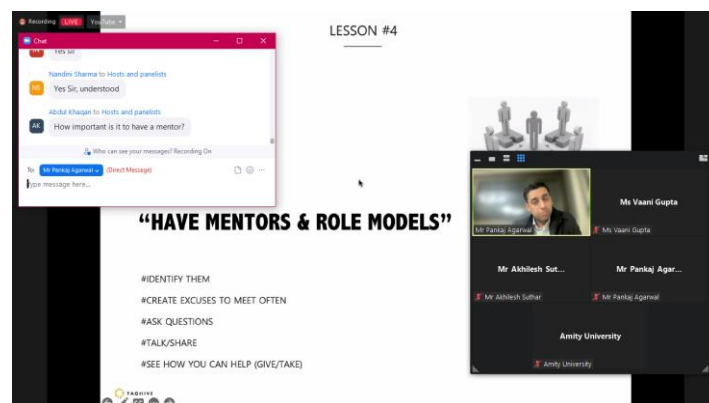 Recording LIVE YouTube
LESSON #4
Chat
Yes sir
Nandini Sharma to Hosts and panelists
NS
Yes Sir, understood
Abdul Khaqan to Hosts and panelists
AK
How important is it to have a mentor?
Who can see your messages? Recording On
To: Mr Pankaj Agarwal (Direct Message)
Type message here...
“HAVE MENTORS & ROLE MODELS”
#IDENTIFY THEM
#CREATE EXCUSES TO MEET OFTEN
#ASK QUESTIONS
#TALK/SHARE
#SEE HOW YOU CAN HELP (GIVE/TAKE)
TAGHIVE
Mr Pankaj Agarwal
Ms Vaani Gupta
Ms Vaani Gupta
Mr Akhilesh Sut...
Mr Akhilesh Suthar
Mr Pankaj Agar...
Mr Pankaj Agarwal
Amity University
Amity University